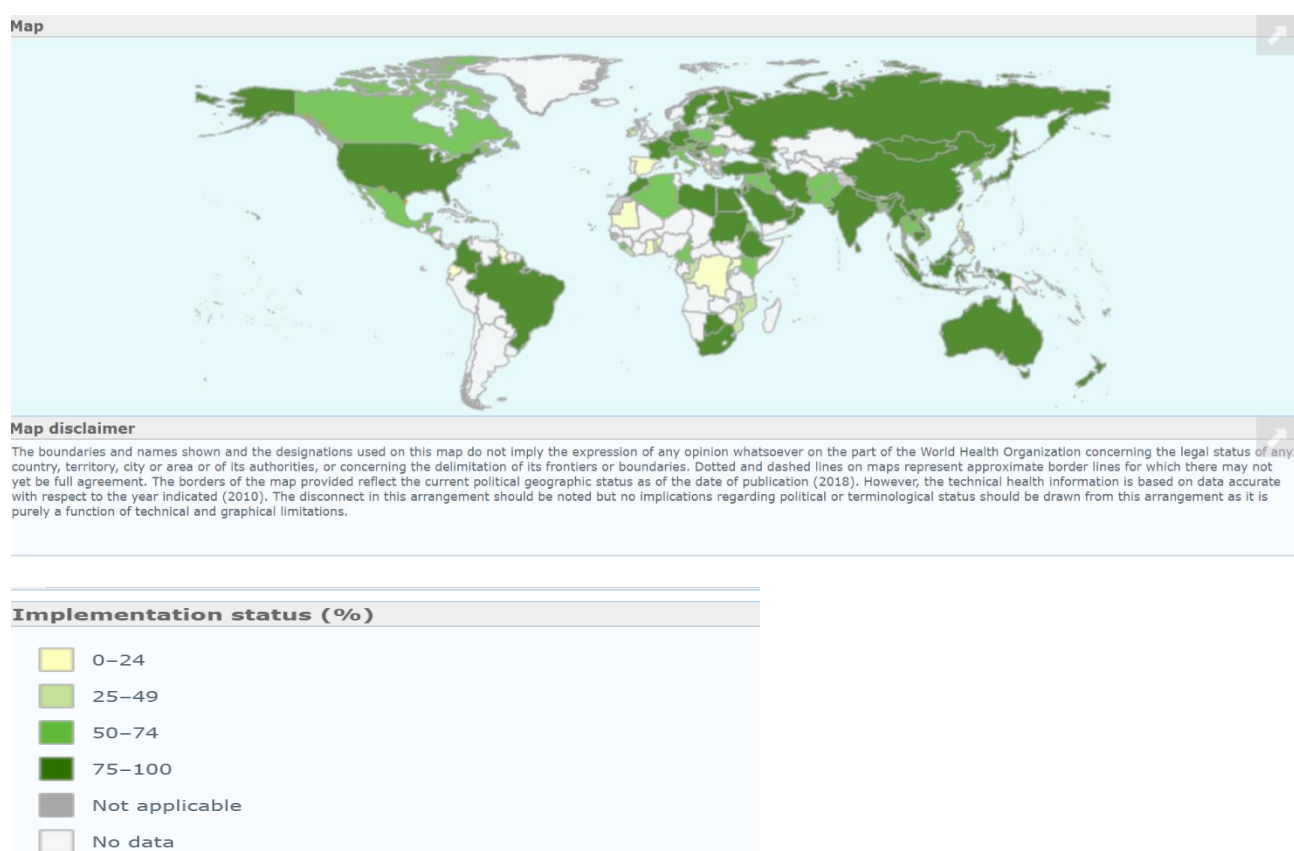 Map
Map disclaimer
The boundaries and names shown and the designations used on this map do not imply the expression of any opinion whatsoever on the part of the World Health Organization concerning the legal status of any
country, territory, city or area or of its authorities, or concerning the delimitation of its frontiers or boundaries. Dotted and dashed lines on maps represent approximate border lines for which there may not
yet be full agreement. The borders of the map provided reflect the current political geographic status as of the date of publication (2018). However, the technical health information is based on data accurate
with respect to the year indicated (2010). The disconnect in this arrangement should be noted but no implications regarding political or terminological status should be drawn from this arrangement as it is
purely a function of technical and graphical limitations.
Implementation status (%)
0–24
25–49
50–74
75–100
Not applicable
No data